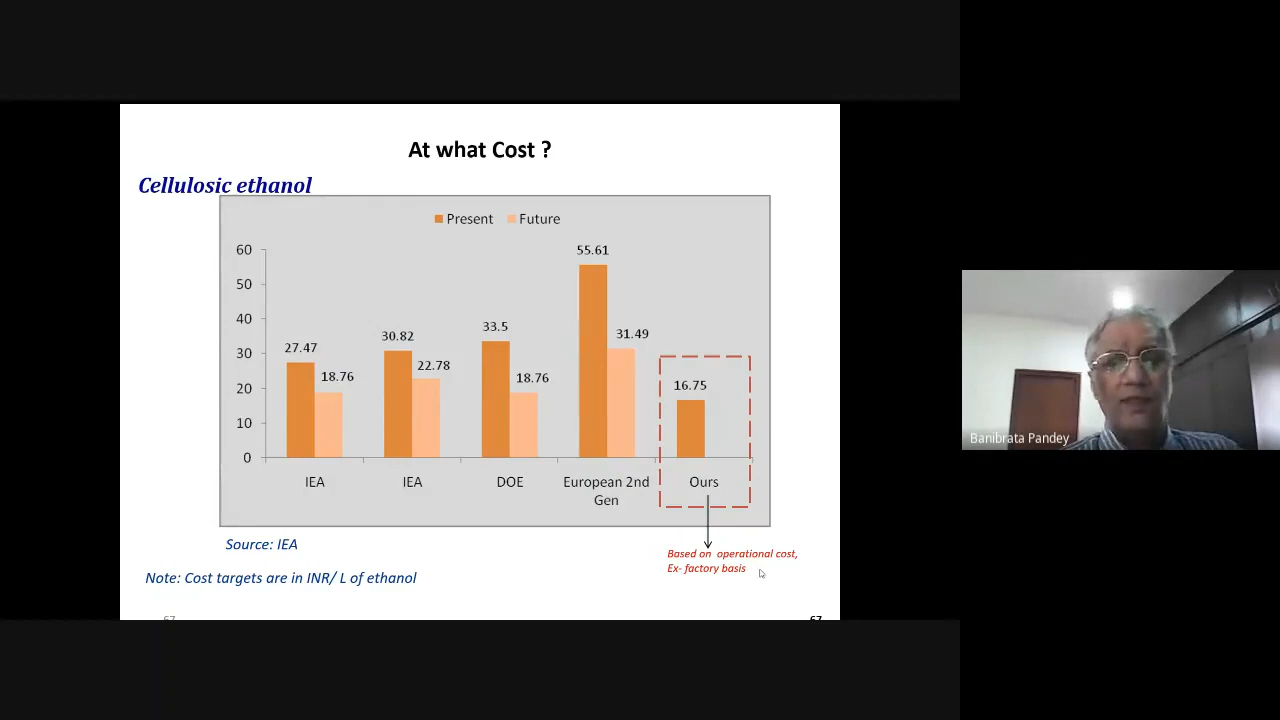 At what Cost ?
Cellulosic ethanol
Present Future
60
50
40
30
20
10
0
27.47
18.76
30.82
22.78
33.5
18.76
55.61
31.49
16.75
IEA
IEA
DOE
European 2nd
Gen
Ours
Source: IEA
Based on operational cost,
Ex- factory basis
Note: Cost targets are in INR/ L of ethanol
67
67
Banibrata Pandey